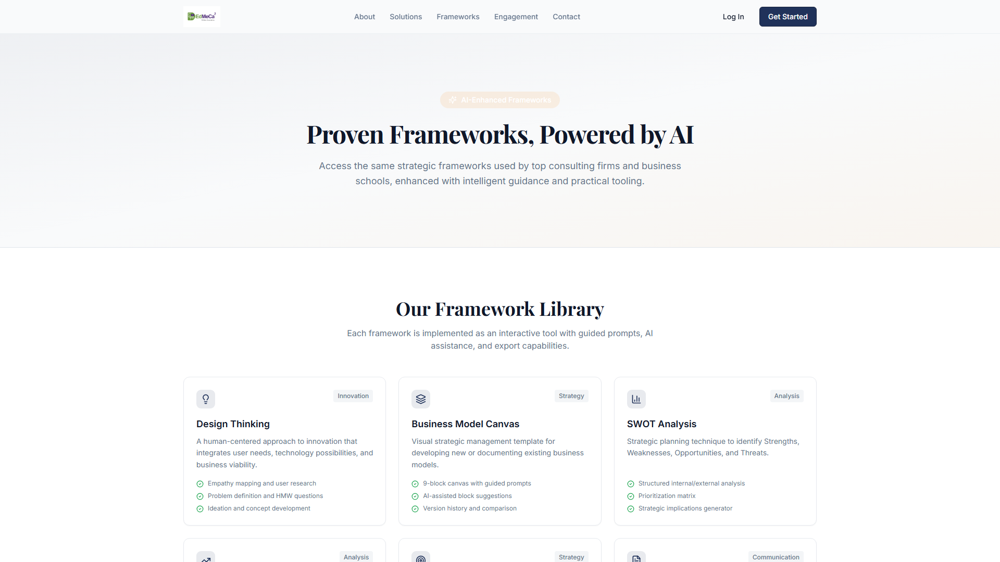 EdMeCa²
About
Solutions
Frameworks
Engagement
Contact
Log In
Get Started
AI-Enhanced Frameworks
Proven Frameworks, Powered by AI
Access the same strategic frameworks used by top consulting firms and business
schools, enhanced with intelligent guidance and practical tooling.
Our Framework Library
Each framework is implemented as an interactive tool with guided prompts, AI
assistance, and export capabilities.
Innovation
Design Thinking
A human-centered approach to innovation that
integrates user needs, technology possibilities, and
business viability.
Empathy mapping and user research
Problem definition and HMW questions
Ideation and concept development
Strategy
Business Model Canvas
Visual strategic management template for
developing new or documenting existing business
models.
9-block canvas with guided prompts
AI-assisted block suggestions
Version history and comparison
Analysis
SWOT Analysis
Strategic planning technique to identify Strengths,
Weaknesses, Opportunities, and Threats.
Structured internal/external analysis
Prioritization matrix
Strategic implications generator
Analysis
Strategy
Communication